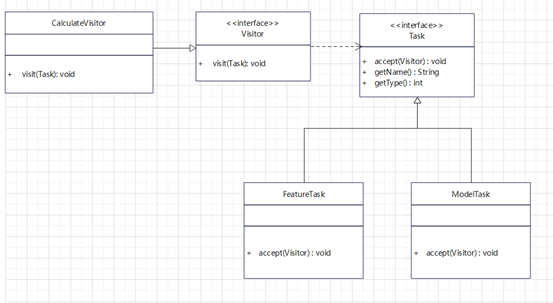 CalculateVisitor
+ visit(Task): void
<<interface>>
Visitor
+ visit(Task): void
<<interface>>
Task
+ accept(Visitor) : void
+ getName() : String
+ getType() : int
FeatureTask
+ accept(Visitor) : void
ModelTask
+ accept(Visitor) : void